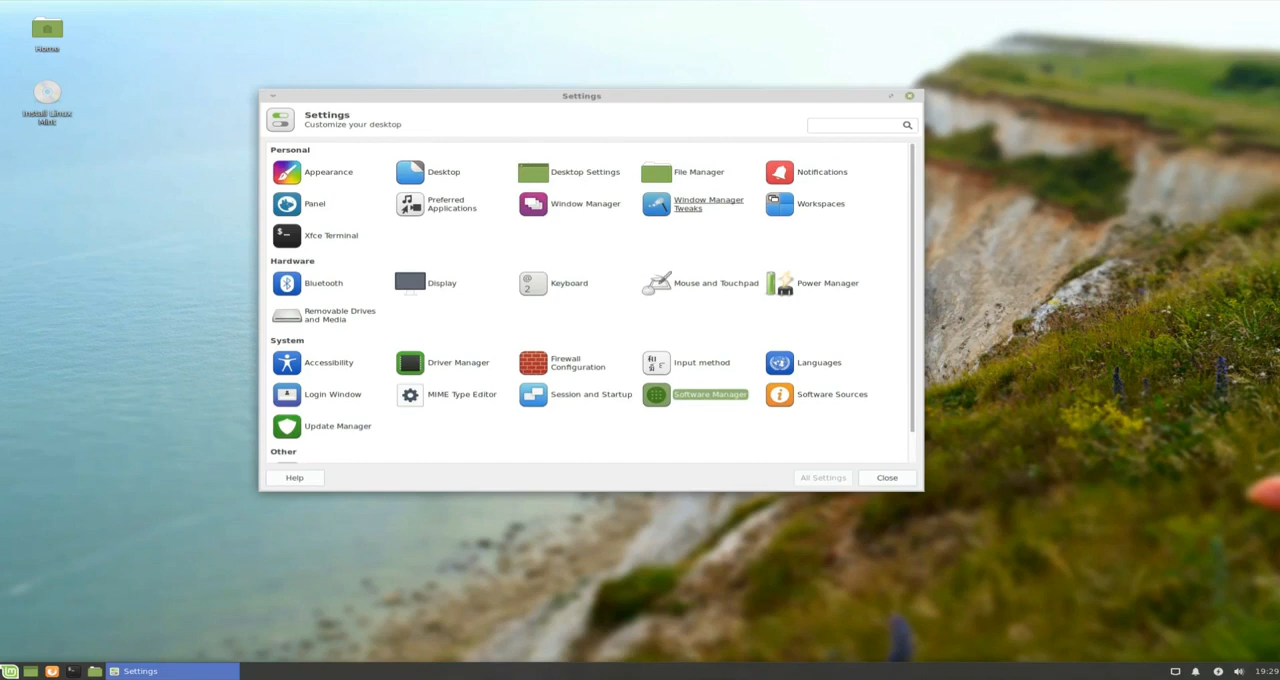 Home
Install Linux
Mint
Settings
Settings
Customize your desktop
Personal
Appearance
Desktop
Desktop Settings
File Manager
Notifications
Panel
Preferred
Applications
Window Manager
Window Manager
Tweaks
Workspaces
$_
Xfce Terminal
Hardware
Bluetooth
Display
@
2
Keyboard
Mouse and Touchpad
Power Manager
Removable Drives
and Media
System
Accessibility
Driver Manager
Firewall
Configuration
Input method
Languages
Login Window
MIME Type Editor
Session and Startup
Software Manager
Software Sources
Update Manager
Other
Help
All Settings
Close
Settings
19:29